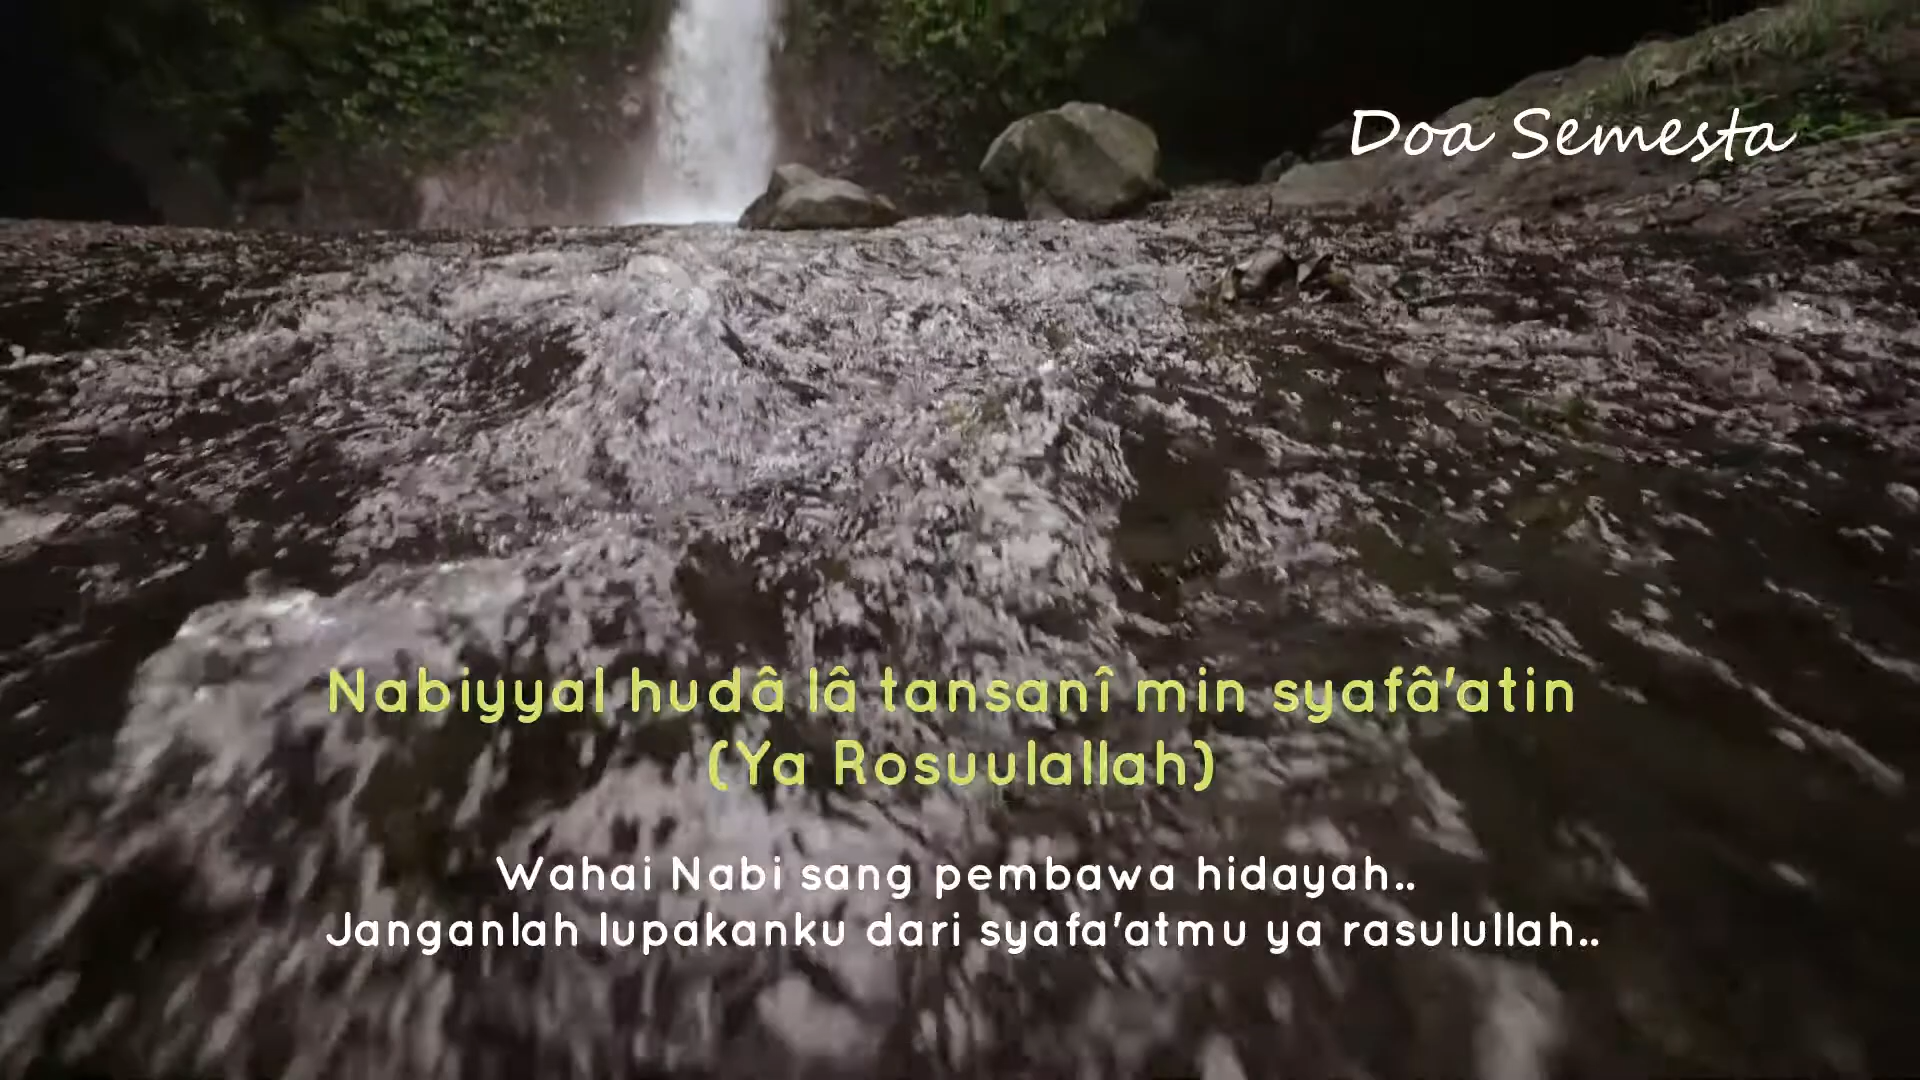 Doa Semesta
Nabiyyal hudâ lâ tansanî min syafâ'atin
(Ya Rosuulallah)
Wahai Nabi sang pembawa hidayah..
Janganlah lupakanku dari syafa'atmu ya rasulullah..